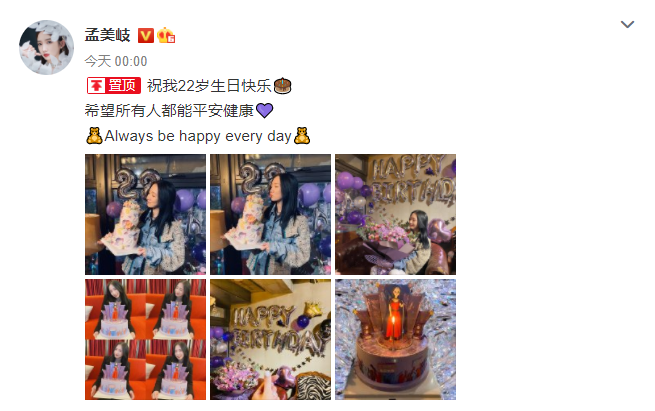 孟美岐
今天 00:00
置顶 祝我22岁生日快乐
希望所有人都能平安健康
Always be happy every day
22
HAPPY
BIRTHDAY
HAPPY
BIRTHDAY